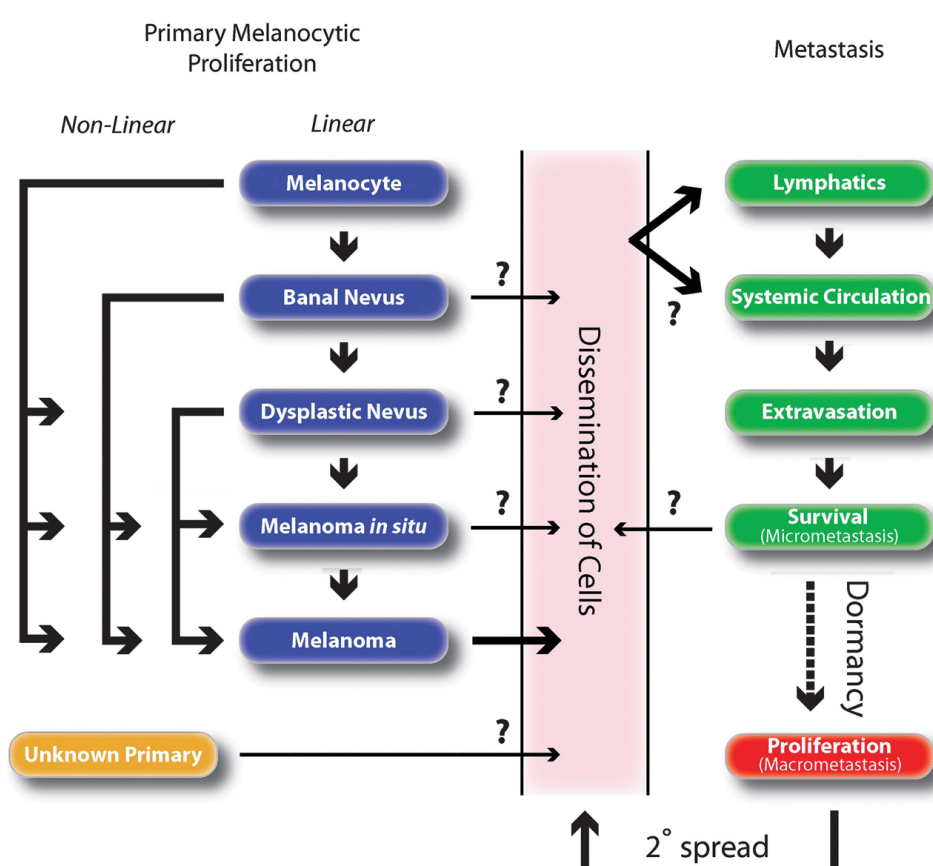 Primary Melanocytic
Proliferation
Metastasis
Non-Linear
Linear
Melanocyte
Lymphatics
?
Banal Nevus
Systemic Circulation
?
?
Dysplastic Nevus
Extravasation
Dissemination of Cells
?
Melanoma in situ
?
Survival
(Micrometastasis)
Dormancy
Melanoma
?
Unknown Primary
Proliferation
(Macrometastasis)
2° spread